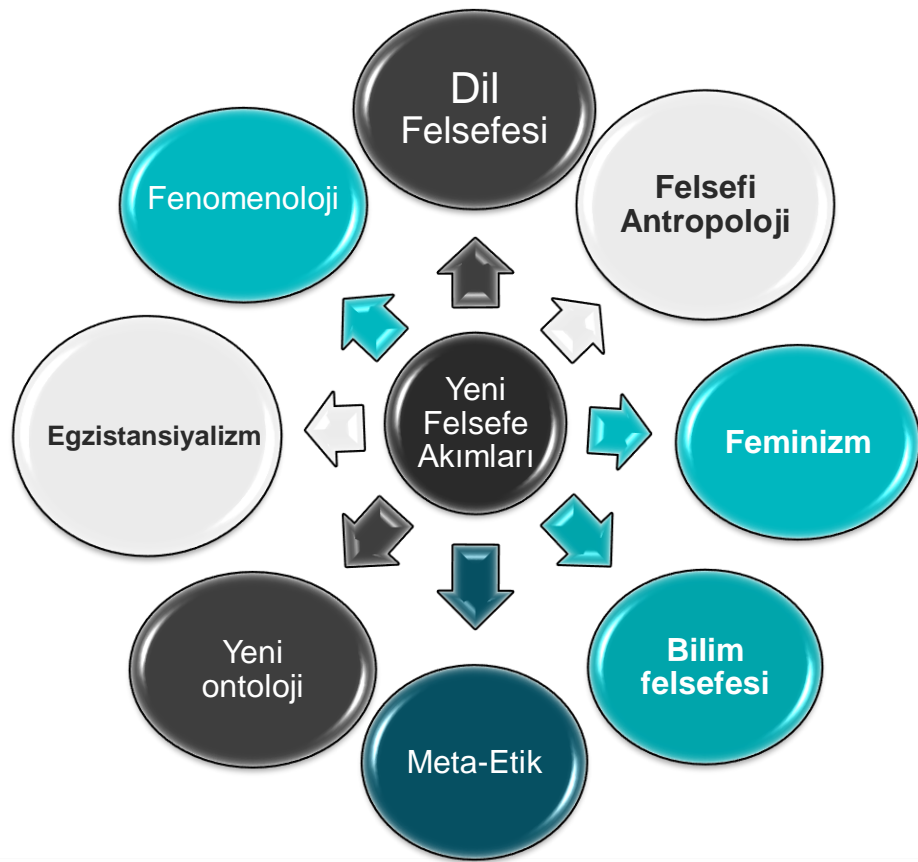 Dil
Felsefesi
Fenomenoloji
Felsefi
Antropoloji
Yeni
Felsefe
Akımları
Egzistansiyalizm
Feminizm
Yeni
ontoloji
Bilim
felsefesi
Meta-Etik